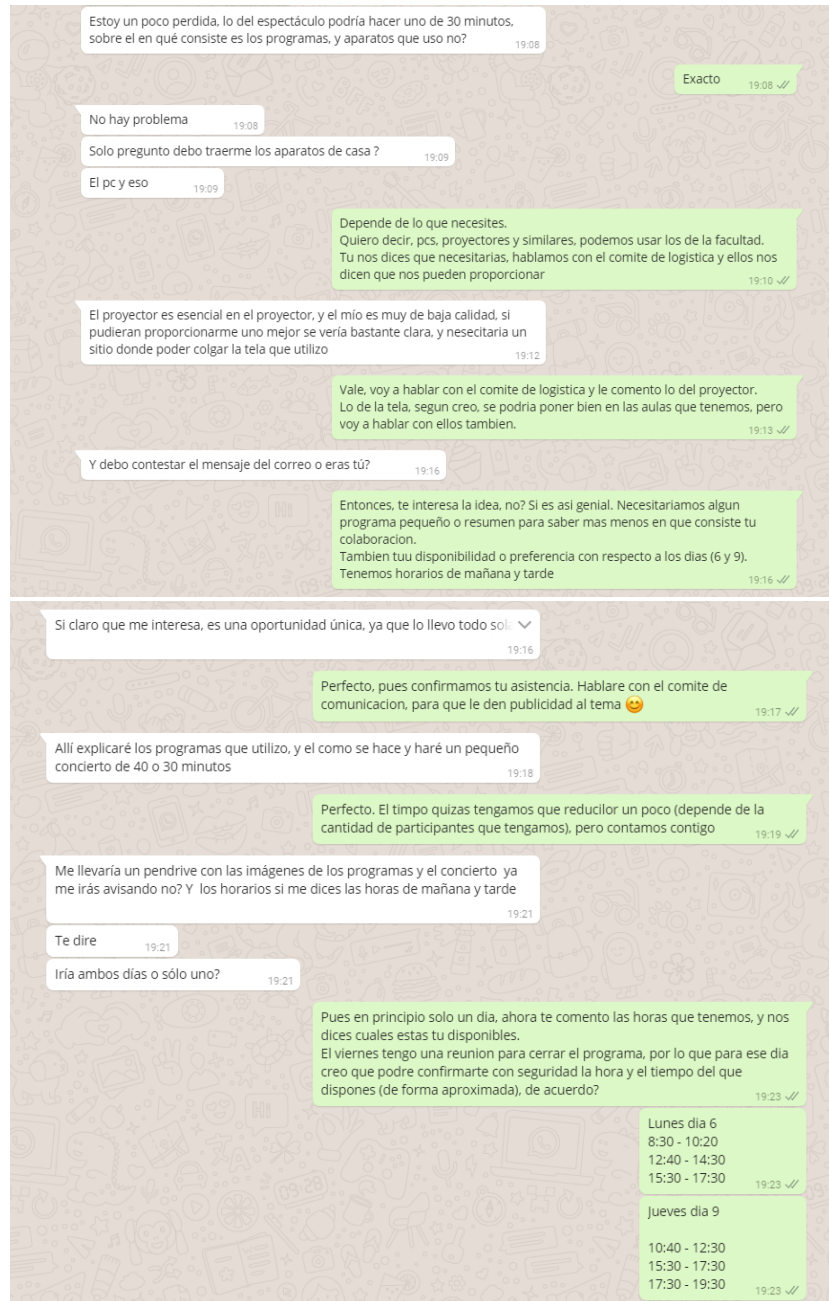 Estoy un poco perdida, lo del espectáculo podría hacer uno de 30 minutos,
sobre el en qué consiste es los programas, y aparatos que uso no?
19:08
Exacto
19:08
No hay problema
19:08
Solo pregunto debo traerme los aparatos de casa ?
19:09
El pc y eso
19:09
Depende de lo que necesites.
Quiero decir, pcs, proyectores y similares, podemos usar los de la facultad.
Tu nos dices que necesitarias, hablamos con el comite de logistica y ellos nos
dicen que nos pueden proporcionar
19:10
El proyector es esencial en el proyector, y el mío es muy de baja calidad, si
pudieran proporcionarme uno mejor se vería bastante clara, y nesecitaria un
sitio donde poder colgar la tela que utilizo
19:12
Vale, voy a hablar con el comite de logistica y le comento lo del proyector.
Lo de la tela, segun creo, se podria poner bien en las aulas que tenemos, pero
voy a hablar con ellos tambien.
19:13
Y debo contestar el mensaje del correo o eras tú?
19:16
Entonces, te interesa la idea, no? Si es asi genial. Necesitariamos algun
programa pequeño o resumen para saber mas menos en que consiste tu
colaboracion.
Tambien tuu disponibilidad o preferencia con respecto a los dias (6 y 9).
Tenemos horarios de mañana y tarde
19:16
Si claro que me interesa, es una oportunidad única, ya que lo llevo todo sola
19:16
Perfecto, pues confirmamos tu asistencia. Hablare con el comite de
comunicacion, para que le den publicidad al tema 😊
19:17
Allí explicaré los programas que utilizo, y el como se hace y haré un pequeño
concierto de 40 o 30 minutos
19:18
Perfecto. El timpo quizas tengamos que reducilor un poco (depende de la
cantidad de participantes que tengamos), pero contamos contigo
19:19
Me llevaría un pendrive con las imágenes de los programas y el concierto ya
me irás avisando no? Y los horarios si me dices las horas de mañana y tarde
19:21
Te dire
19:21
Iría ambos días o sólo uno?
19:21
Pues en principio solo un dia, ahora te comento las horas que tenemos, y nos
dices cuales estas tu disponibles.
El viernes tengo una reunion para cerrar el programa, por lo que para ese dia
creo que podre confirmarte con seguridad la hora y el tiempo del que
dispones (de forma aproximada), de acuerdo?
19:23
Lunes dia 6
8:30 - 10:20
12:40 - 14:30
15:30 - 17:30
19:23
Jueves dia 9
10:40 - 12:30
15:30 - 17:30
17:30 - 19:30
19:23